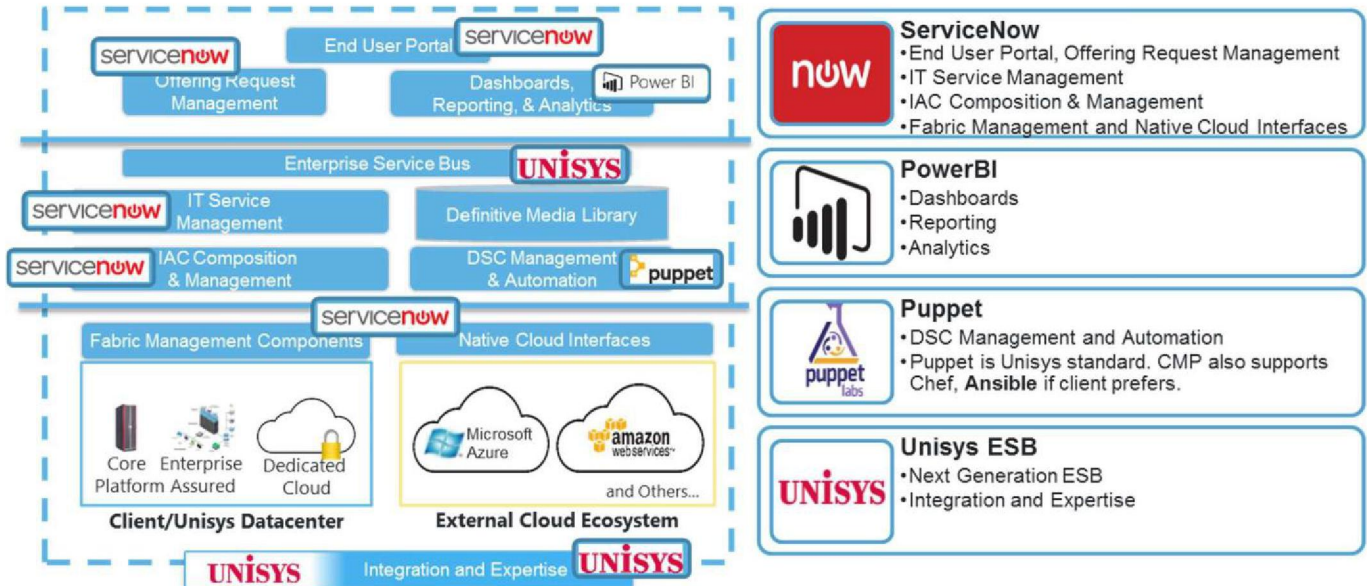 servicenow
End User Portal
servicenow
Offering Request
Management
Dashboards,
Reporting, & Analytics
Power BI
Enterprise Service Bus
UNISYS
servicenow
IT Service
Management
Definitive Media Library
servicenow
IAC Composition
& Management
DSC Management
& Automation
puppet
servicenow
Fabric Management Components
Native Cloud Interfaces
Core
Platform
Enterprise
Assured
Dedicated
Cloud
Microsoft
Azure
amazon
webservices™
and Others...
Client/Unisys Datacenter
External Cloud Ecosystem
UNISYS
Integration and Expertise
UNISYS
now
ServiceNow
•End User Portal, Offering Request Management
•IT Service Management
•IAC Composition & Management
•Fabric Management and Native Cloud Interfaces
PowerBI
•Dashboards
•Reporting
•Analytics
puppet
labs
Puppet
•DSC Management and Automation
•Puppet is Unisys standard. CMP also supports
Chef, Ansible if client prefers.
UNISYS
Unisys ESB
•Next Generation ESB
•Integration and Expertise